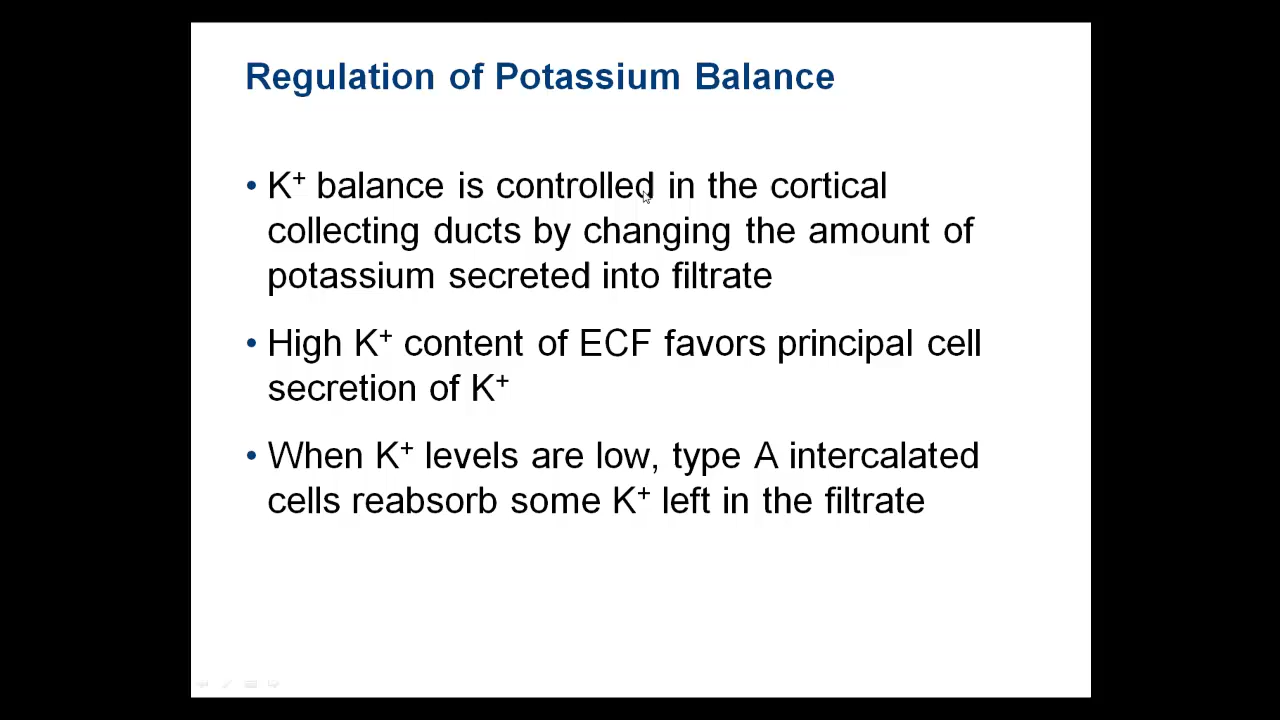 Regulation of Potassium Balance
• K⁺ balance is controlled in the cortical
collecting ducts by changing the amount of
potassium secreted into filtrate
• High K⁺ content of ECF favors principal cell
secretion of K⁺
• When K⁺ levels are low, type A intercalated
cells reabsorb some K⁺ left in the filtrate